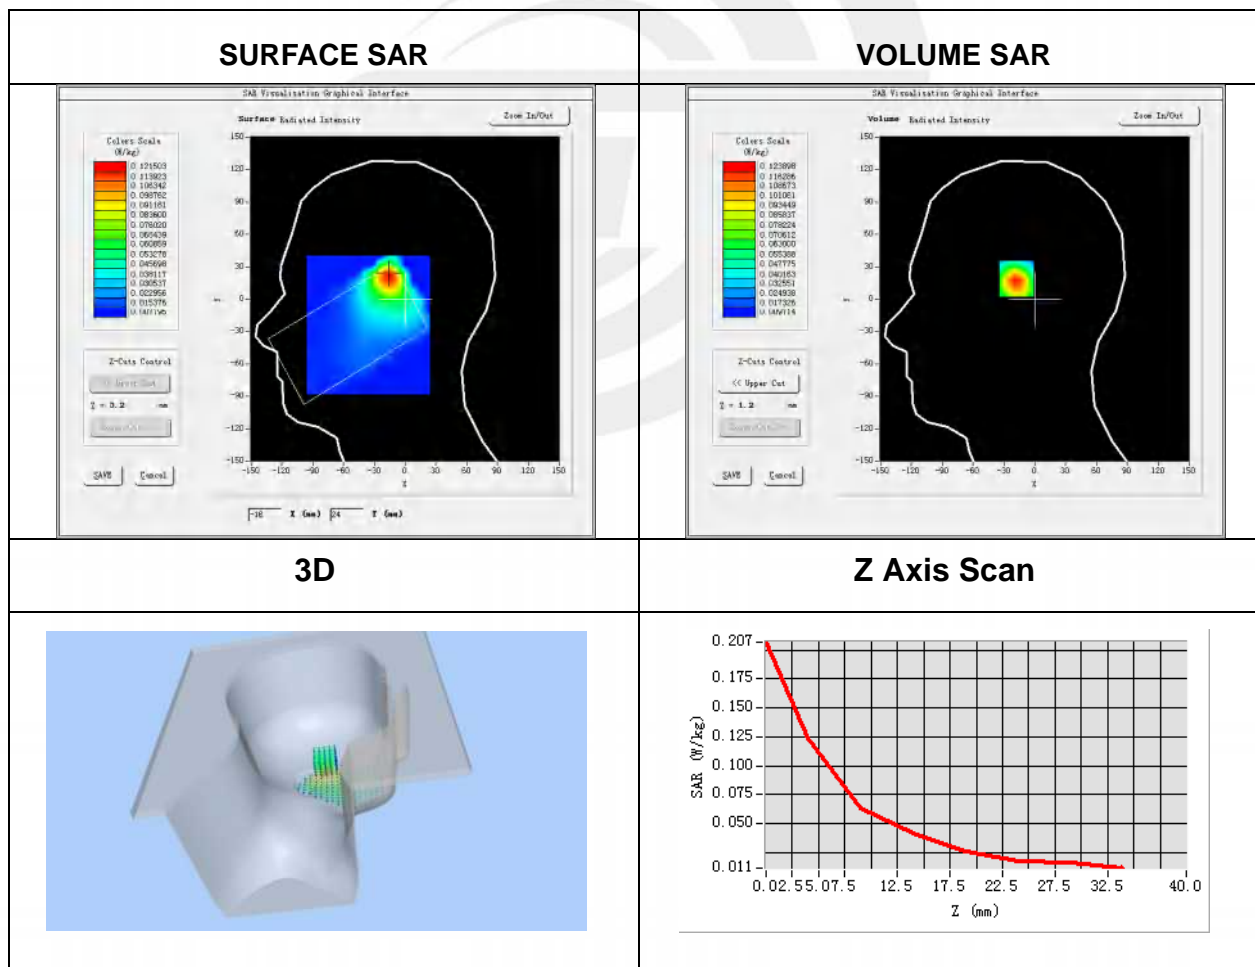 SURFACE SAR
VOLUME SAR
SAR Visualisation Graphical Interface
Surface Radiated Intensity
Zoom In/Out
Colors Scale
(W/kg)
0.121503
0.113923
0.106342
0.098762
0.091181
0.083600
0.076020
0.068439
0.060859
0.053278
0.045698
0.038117
0.030537
0.022956
0.015376
150
120
90
60
30
0
-30
-60
-90
-120
-150
Y
-150 -120 -90 -60 -30 0 30 60 90 120 150
X
Z-Cuts Control
<< Upper Cut
mm
SAVE Cancel
X (mm) 24 Y (mm)
SAR Visualisation Graphical Interface
Volume Radiated Intensity
Zoom In/Out
Colors Scale
(W/kg)
0.123898
0.116286
0.108673
0.101061
0.093449
0.085837
0.078224
0.070612
0.063000
0.055388
0.047775
0.040163
0.032551
0.024938
0.017326
150
120
90
60
30
0
-30
-60
-90
-120
-150
Y
-150 -120 -90 -60 -30 0 30 60 90 120 150
X
Z-Cuts Control
<< Upper Cut
mm
SAVE Cancel
3D
Z Axis Scan
0.207
0.175
0.150
0.125
0.100
0.075
0.050
0.011
SAR (W/kg)
0.0 2.5 5.0 7.5 12.5 17.5 22.5 27.5 32.5 40.0
Z (mm)